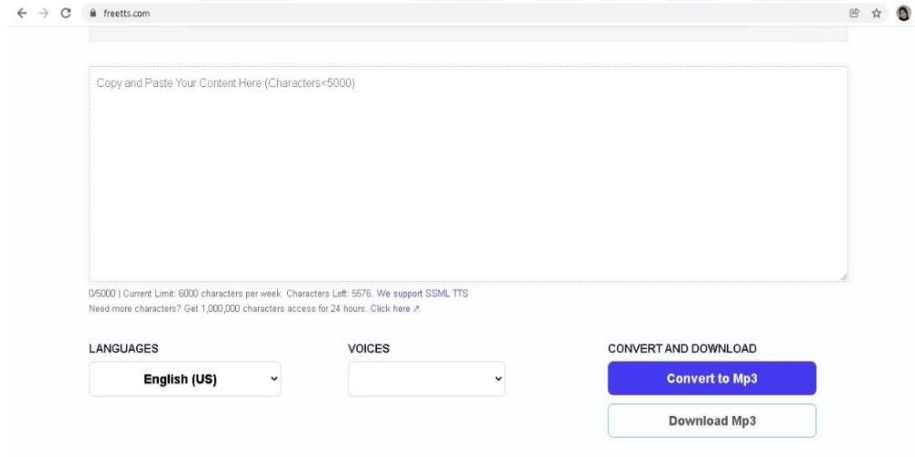 freetts.com
Copy and Paste Your Content Here (Characters<5000)
0/5000 | Current Limit: 6000 characters per week. Characters Left: 5576. We support SSML TTS
Need more characters? Get 1,000,000 characters access for 24 hours. Click here ↗.
LANGUAGES VOICES CONVERT AND DOWNLOAD
English (US) Convert to Mp3
Download Mp3